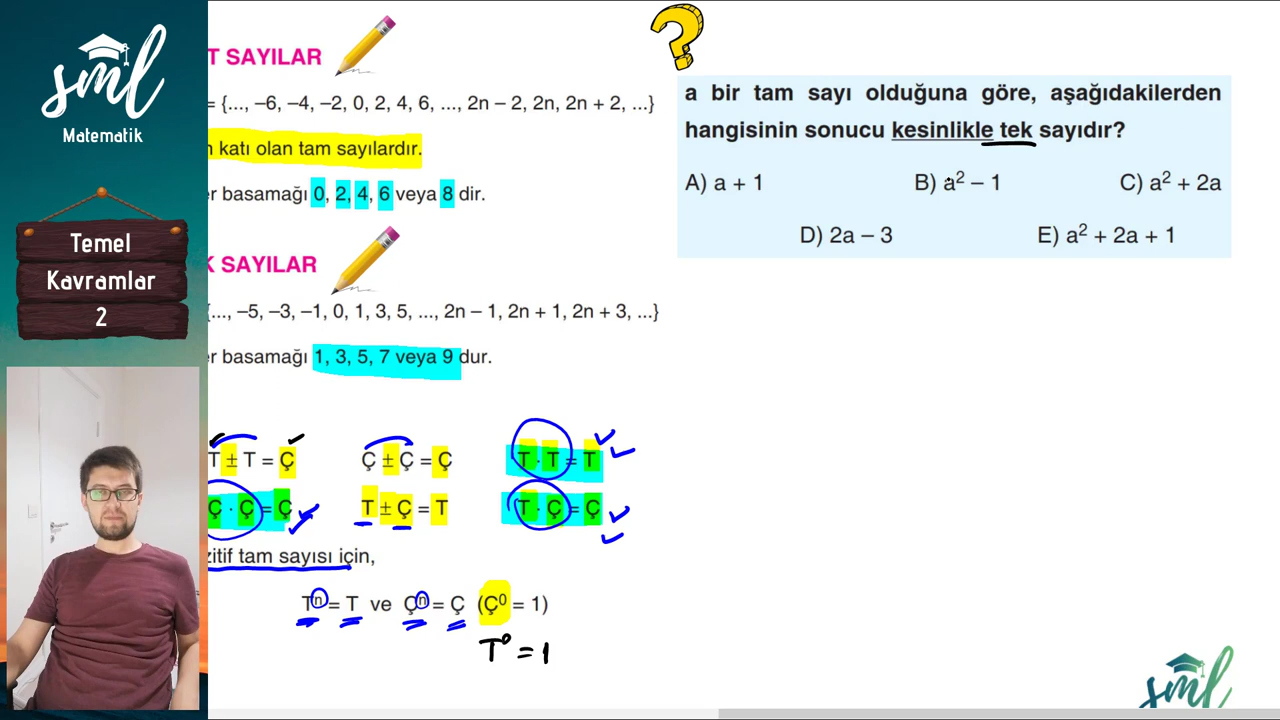 sml
Matematik
Temel
Kavramlar
2
T SAYILAR
= {..., –6, –4, –2, 0, 2, 4, 6, ..., 2n – 2, 2n, 2n + 2, ...}
n katı olan tam sayılardır.
er basamağı 0, 2, 4, 6 veya 8 dir.
K SAYILAR
{..., –5, –3, –1, 0, 1, 3, 5, ..., 2n – 1, 2n + 1, 2n + 3, ...}
er basamağı 1, 3, 5, 7 veya 9 dur.
T ± T = Ç Ç ± Ç = Ç T · T = T
Ç · Ç = Ç T ± Ç = T T · Ç = Ç
zitif tam sayısı için,
Tⁿ = T ve Çⁿ = Ç (Ç⁰ = 1)
T⁰ = 1
?
a bir tam sayı olduğuna göre, aşağıdakilerden
hangisinin sonucu kesinlikle tek sayıdır?
A) a + 1 B) a² – 1 C) a² + 2a
D) 2a – 3 E) a² + 2a + 1
sml